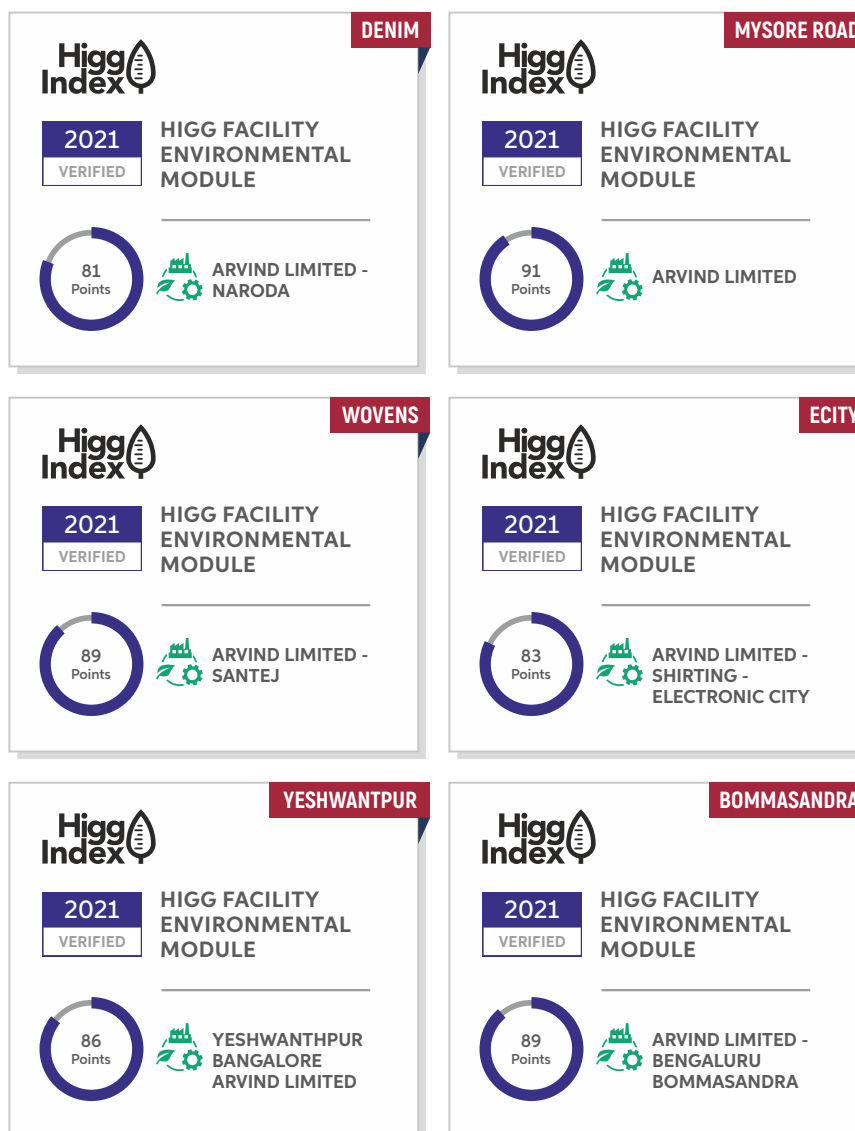 DENIM
Higg
Index
2021
VERIFIED
HIGG FACILITY
ENVIRONMENTAL
MODULE
81
Points
ARVIND LIMITED -
NARODA
MYSORE ROAD
Higg
Index
2021
VERIFIED
HIGG FACILITY
ENVIRONMENTAL
MODULE
91
Points
ARVIND LIMITED
WOVENS
Higg
Index
2021
VERIFIED
HIGG FACILITY
ENVIRONMENTAL
MODULE
89
Points
ARVIND LIMITED -
SANTEJ
ECITY
Higg
Index
2021
VERIFIED
HIGG FACILITY
ENVIRONMENTAL
MODULE
83
Points
ARVIND LIMITED -
SHIRTING -
ELECTRONIC CITY
YESHWANTPUR
Higg
Index
2021
VERIFIED
HIGG FACILITY
ENVIRONMENTAL
MODULE
86
Points
YESHWANTHPUR
BANGALORE
ARVIND LIMITED
BOMMASANDRA
Higg
Index
2021
VERIFIED
HIGG FACILITY
ENVIRONMENTAL
MODULE
89
Points
ARVIND LIMITED -
BENGALURU
BOMMASANDRA